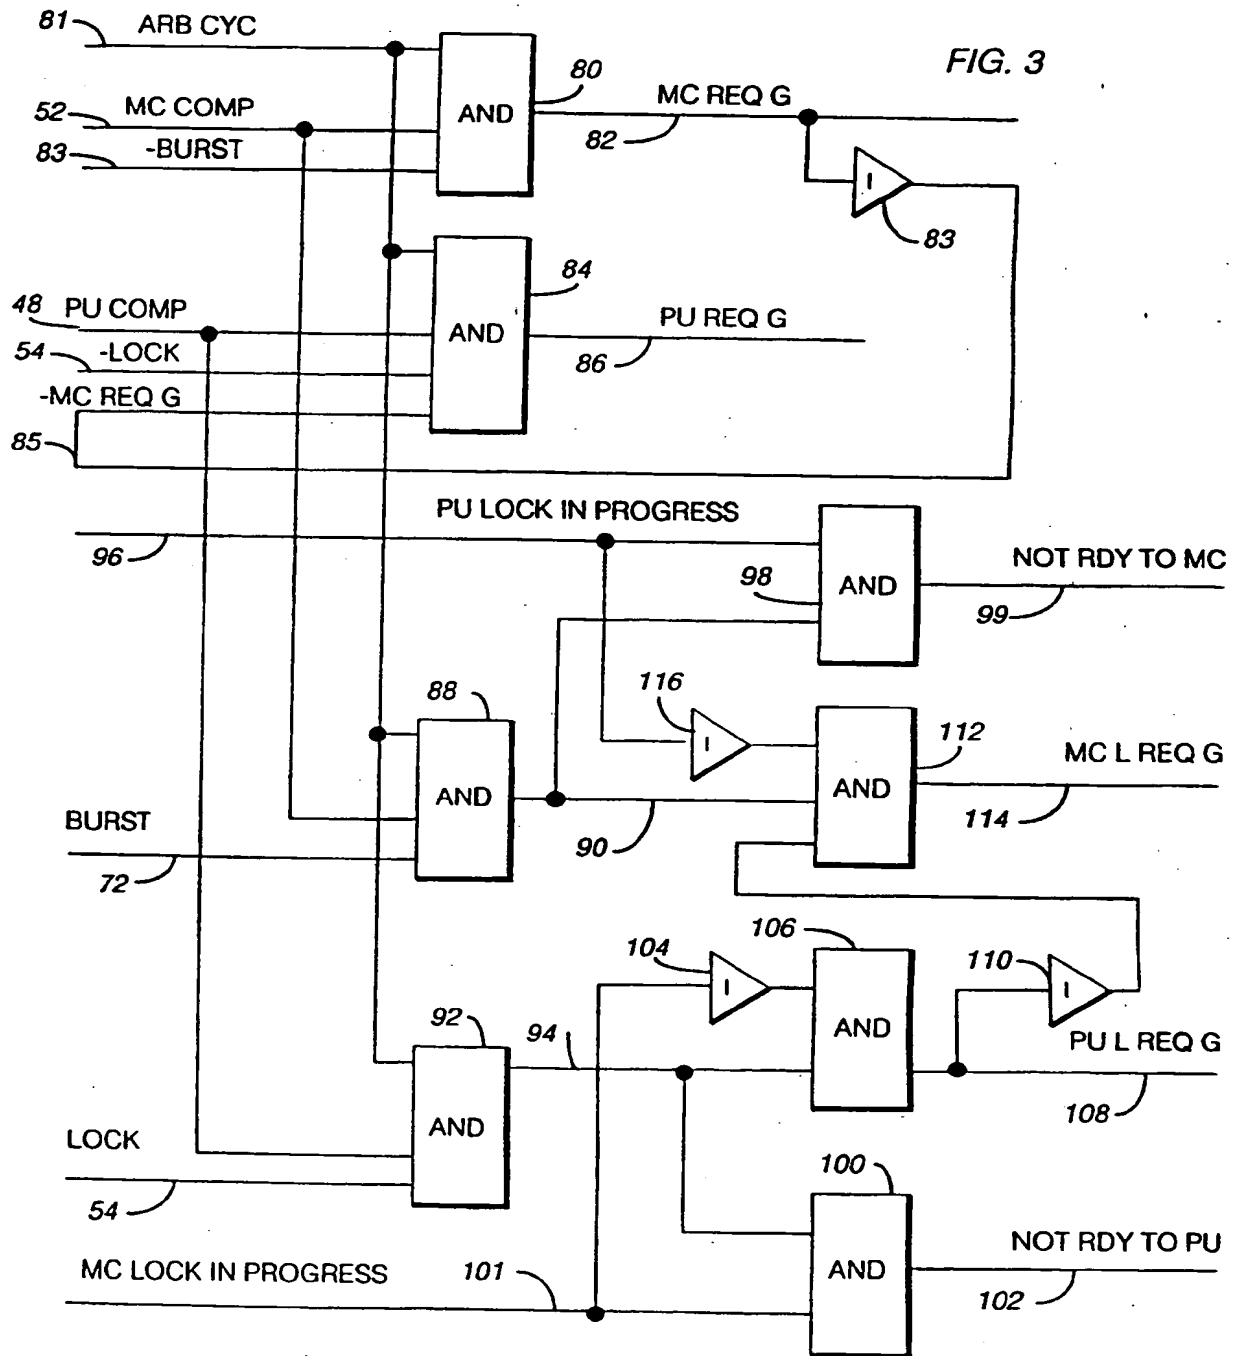 81
ARB CYC
FIG. 3
80
MC COMP
52
AND
MC REQ G
82
-BURST
83
I
83
84
PU COMP
48
AND
PU REQ G
86
-LOCK
54
-MC REQ G
85
PU LOCK IN PROGRESS
96
98
AND
NOT RDY TO MC
99
116
I
88
112
MC L REQ G
AND
114
AND
90
BURST
72
106
104
I
110
I
92
94
AND
PU L REQ G
108
AND
LOCK
54
100
NOT RDY TO PU
AND
102
MC LOCK IN PROGRESS
101